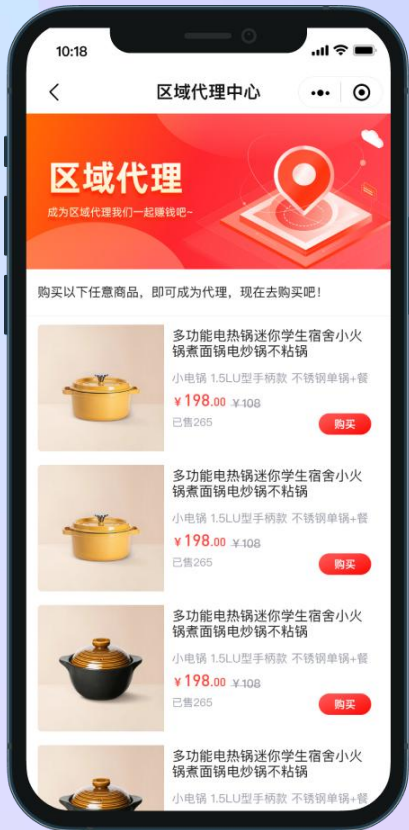 10:18
区域代理中心
区域代理
成为区域代理我们一起赚钱吧~
购买以下任意商品，即可成为代理，现在去购买吧！
多功能电热锅迷你学生宿舍小火
锅煮面锅电炒锅不粘锅
小电锅 1.5LU型手柄款 不锈钢单锅+餐
¥198.00 ¥108
已售265
购买
多功能电热锅迷你学生宿舍小火
锅煮面锅电炒锅不粘锅
小电锅 1.5LU型手柄款 不锈钢单锅+餐
¥198.00 ¥108
已售265
购买
多功能电热锅迷你学生宿舍小火
锅煮面锅电炒锅不粘锅
小电锅 1.5LU型手柄款 不锈钢单锅+餐
¥198.00 ¥108
已售265
购买
多功能电热锅迷你学生宿舍小火
锅煮面锅电炒锅不粘锅
小电锅 1.5LU型手柄款 不锈钢单锅+餐